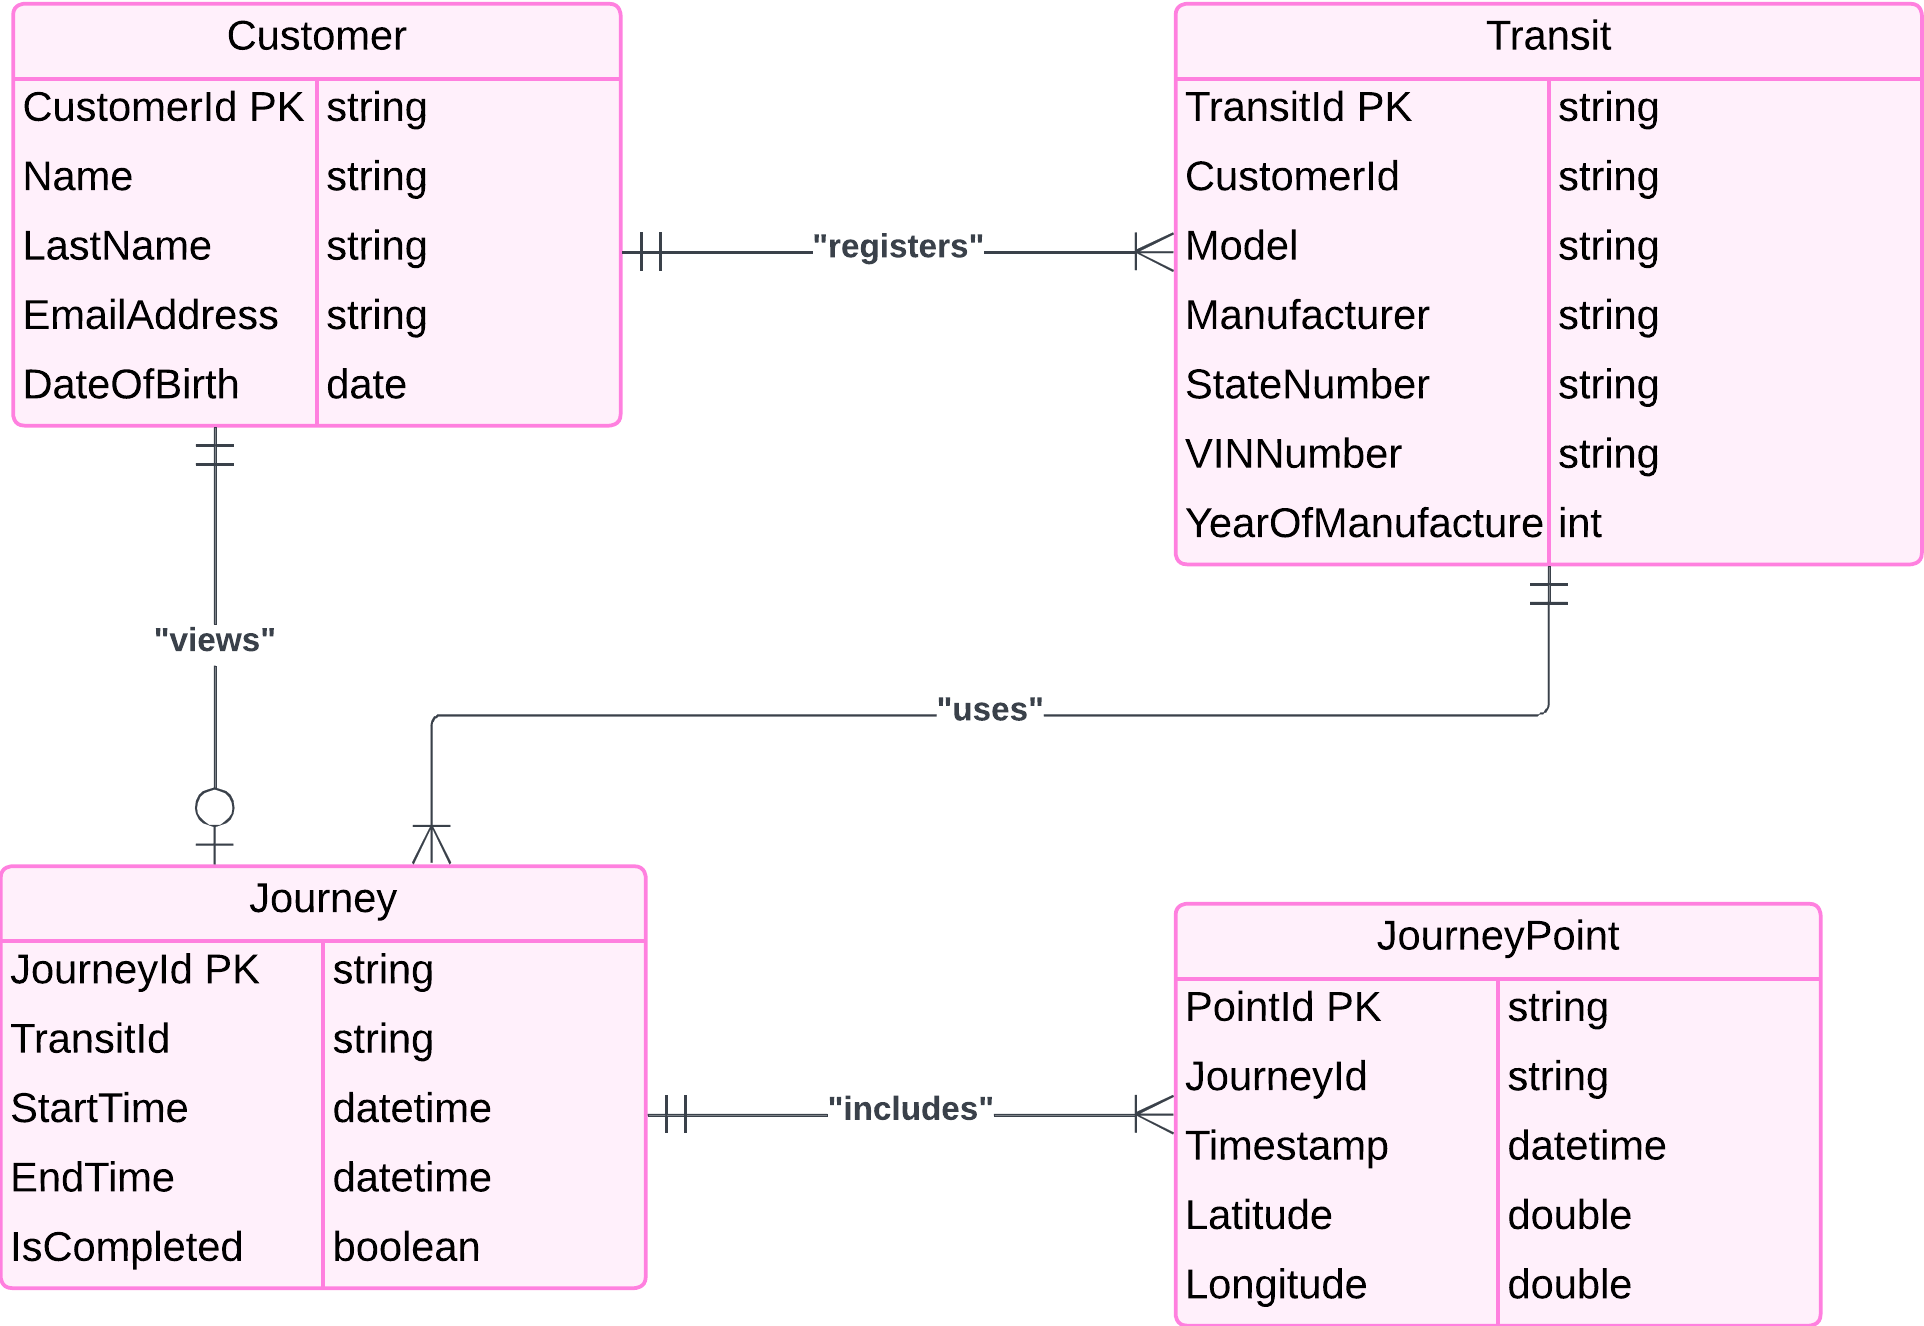 Customer
CustomerId PK string
Name string
LastName string
EmailAddress string
DateOfBirth date
"registers"
Transit
TransitId PK string
CustomerId string
Model string
Manufacturer string
StateNumber string
VINNumber string
YearOfManufacture int
"views"
"uses"
Journey
JourneyId PK string
TransitId string
StartTime datetime
EndTime datetime
IsCompleted boolean
"includes"
JourneyPoint
PointId PK string
JourneyId string
Timestamp datetime
Latitude double
Longitude double